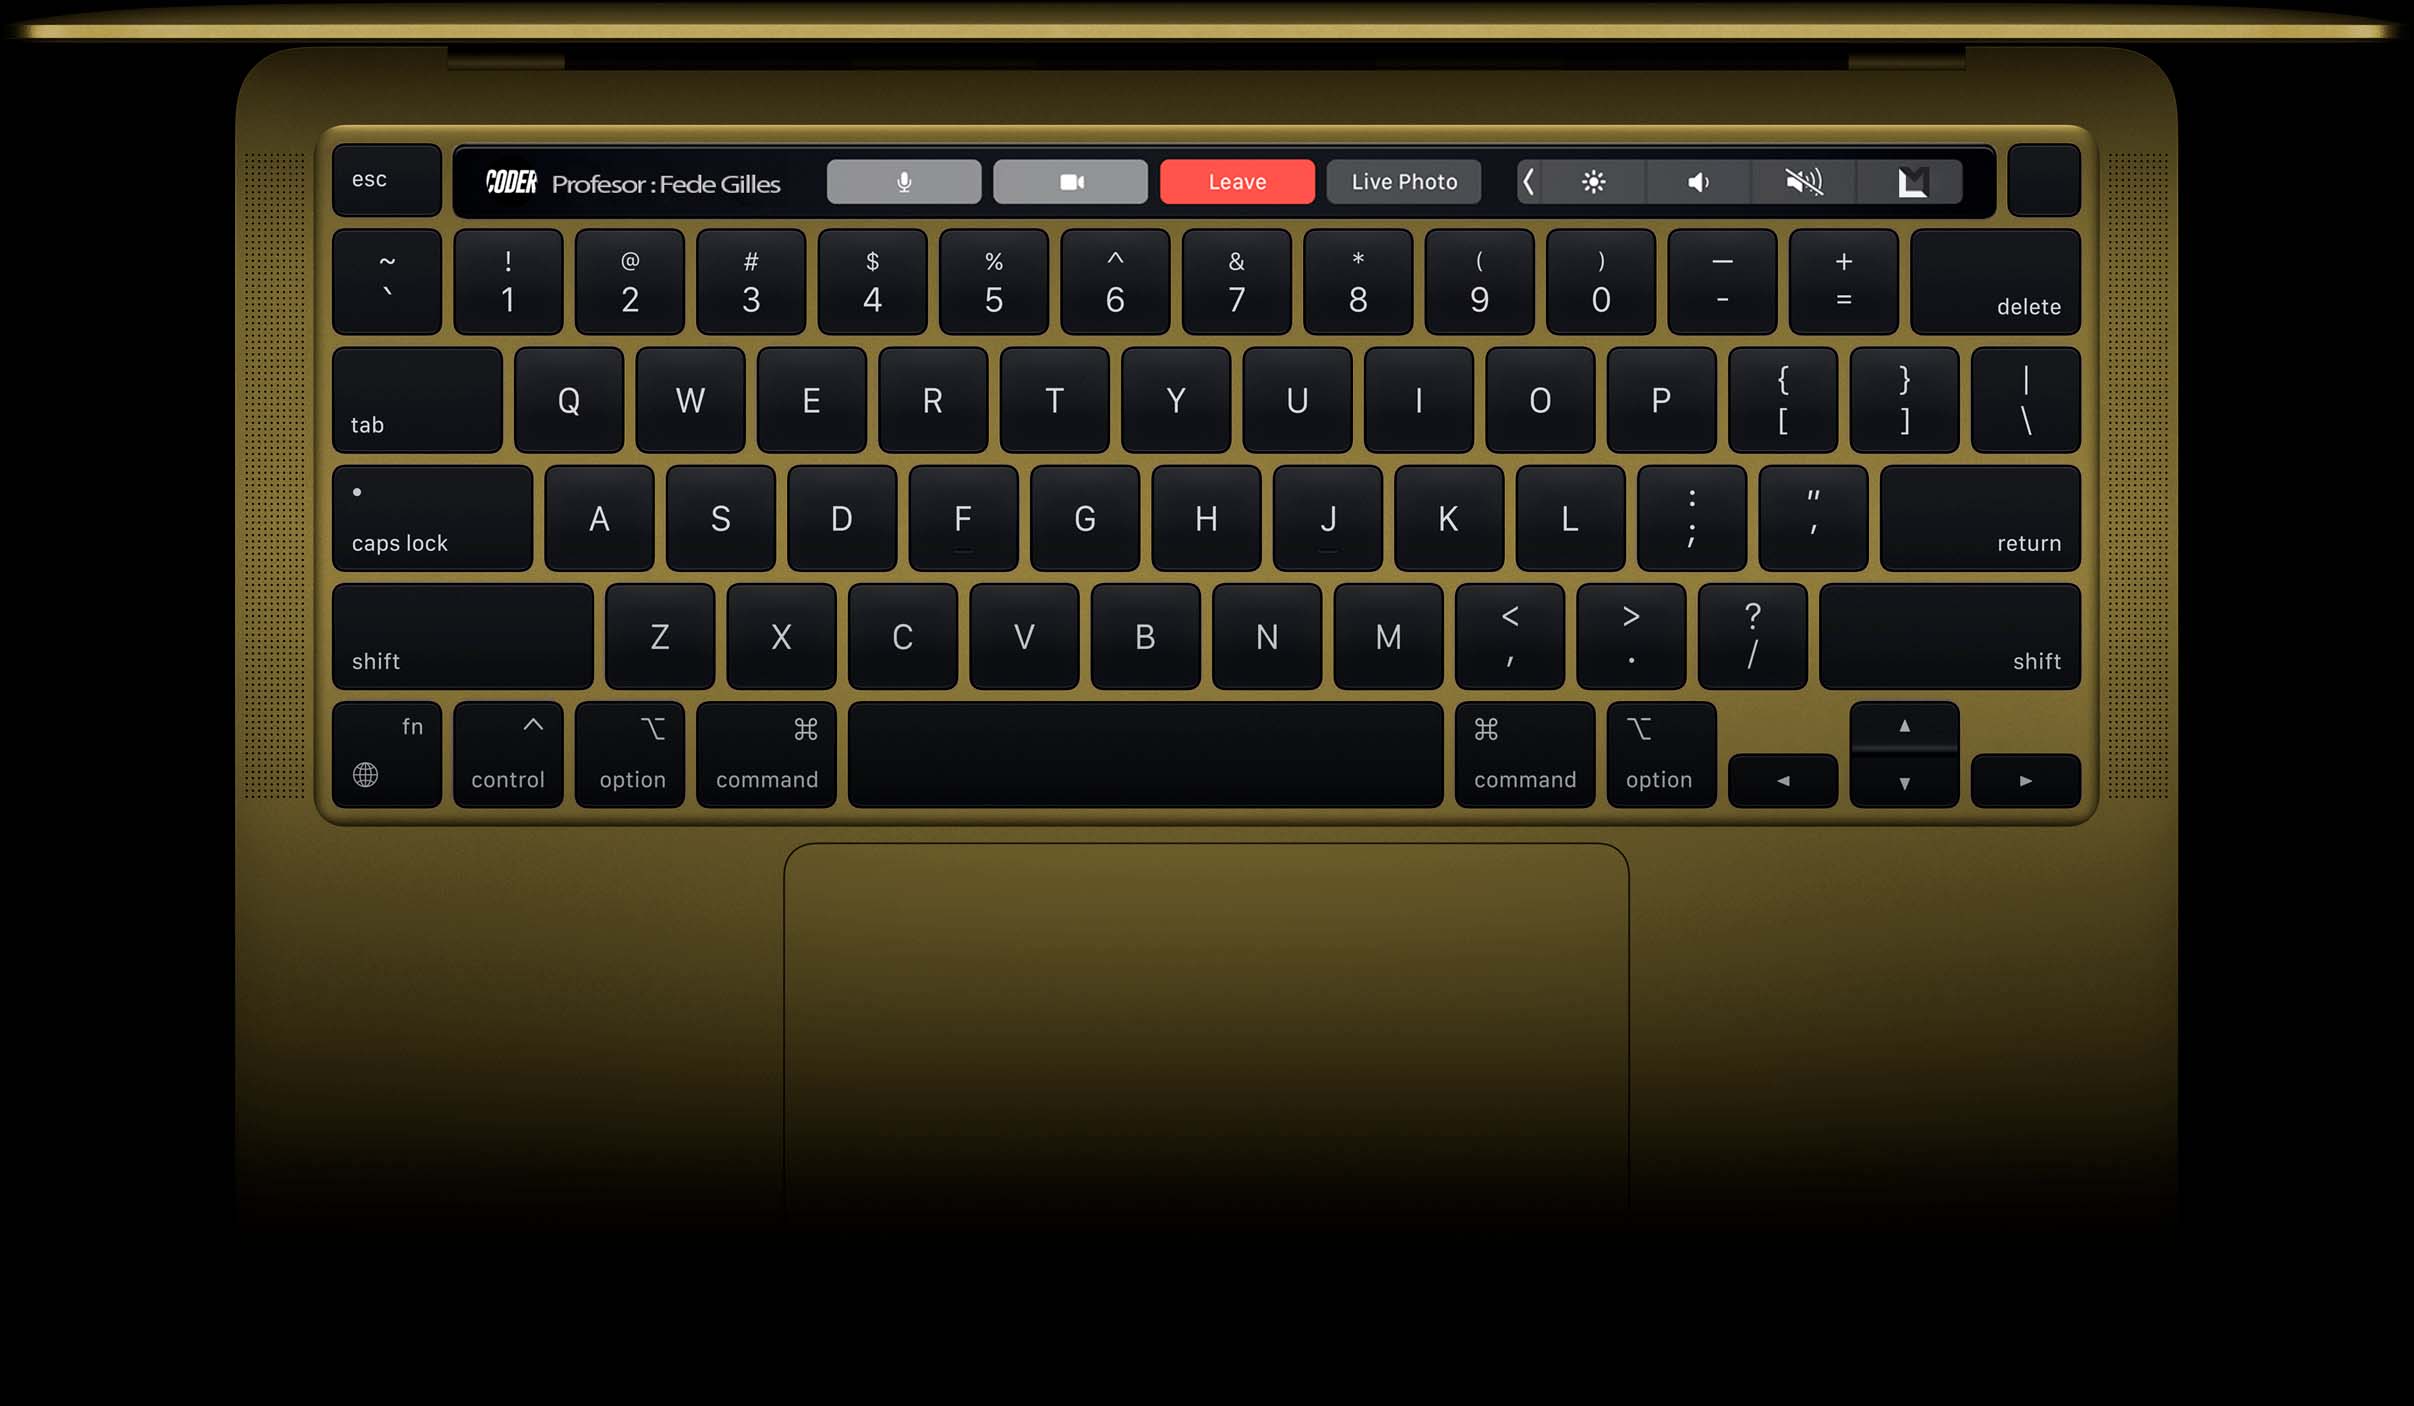 esc CODER Profesor : Fede Gilles Leave Live Photo
~ ! @ # $ % ^ & * ( ) — +
` 1 2 3 4 5 6 7 8 9 0 - = delete
tab Q W E R T Y U I O P { [ } ] | \
caps lock A S D F G H J K L : ; " ' return
shift Z X C V B N M < , > . ? / shift
fn ^ ⌥ ⌘ ⌘ ⌥ ▲
control option command command option ◄ ▼ ►